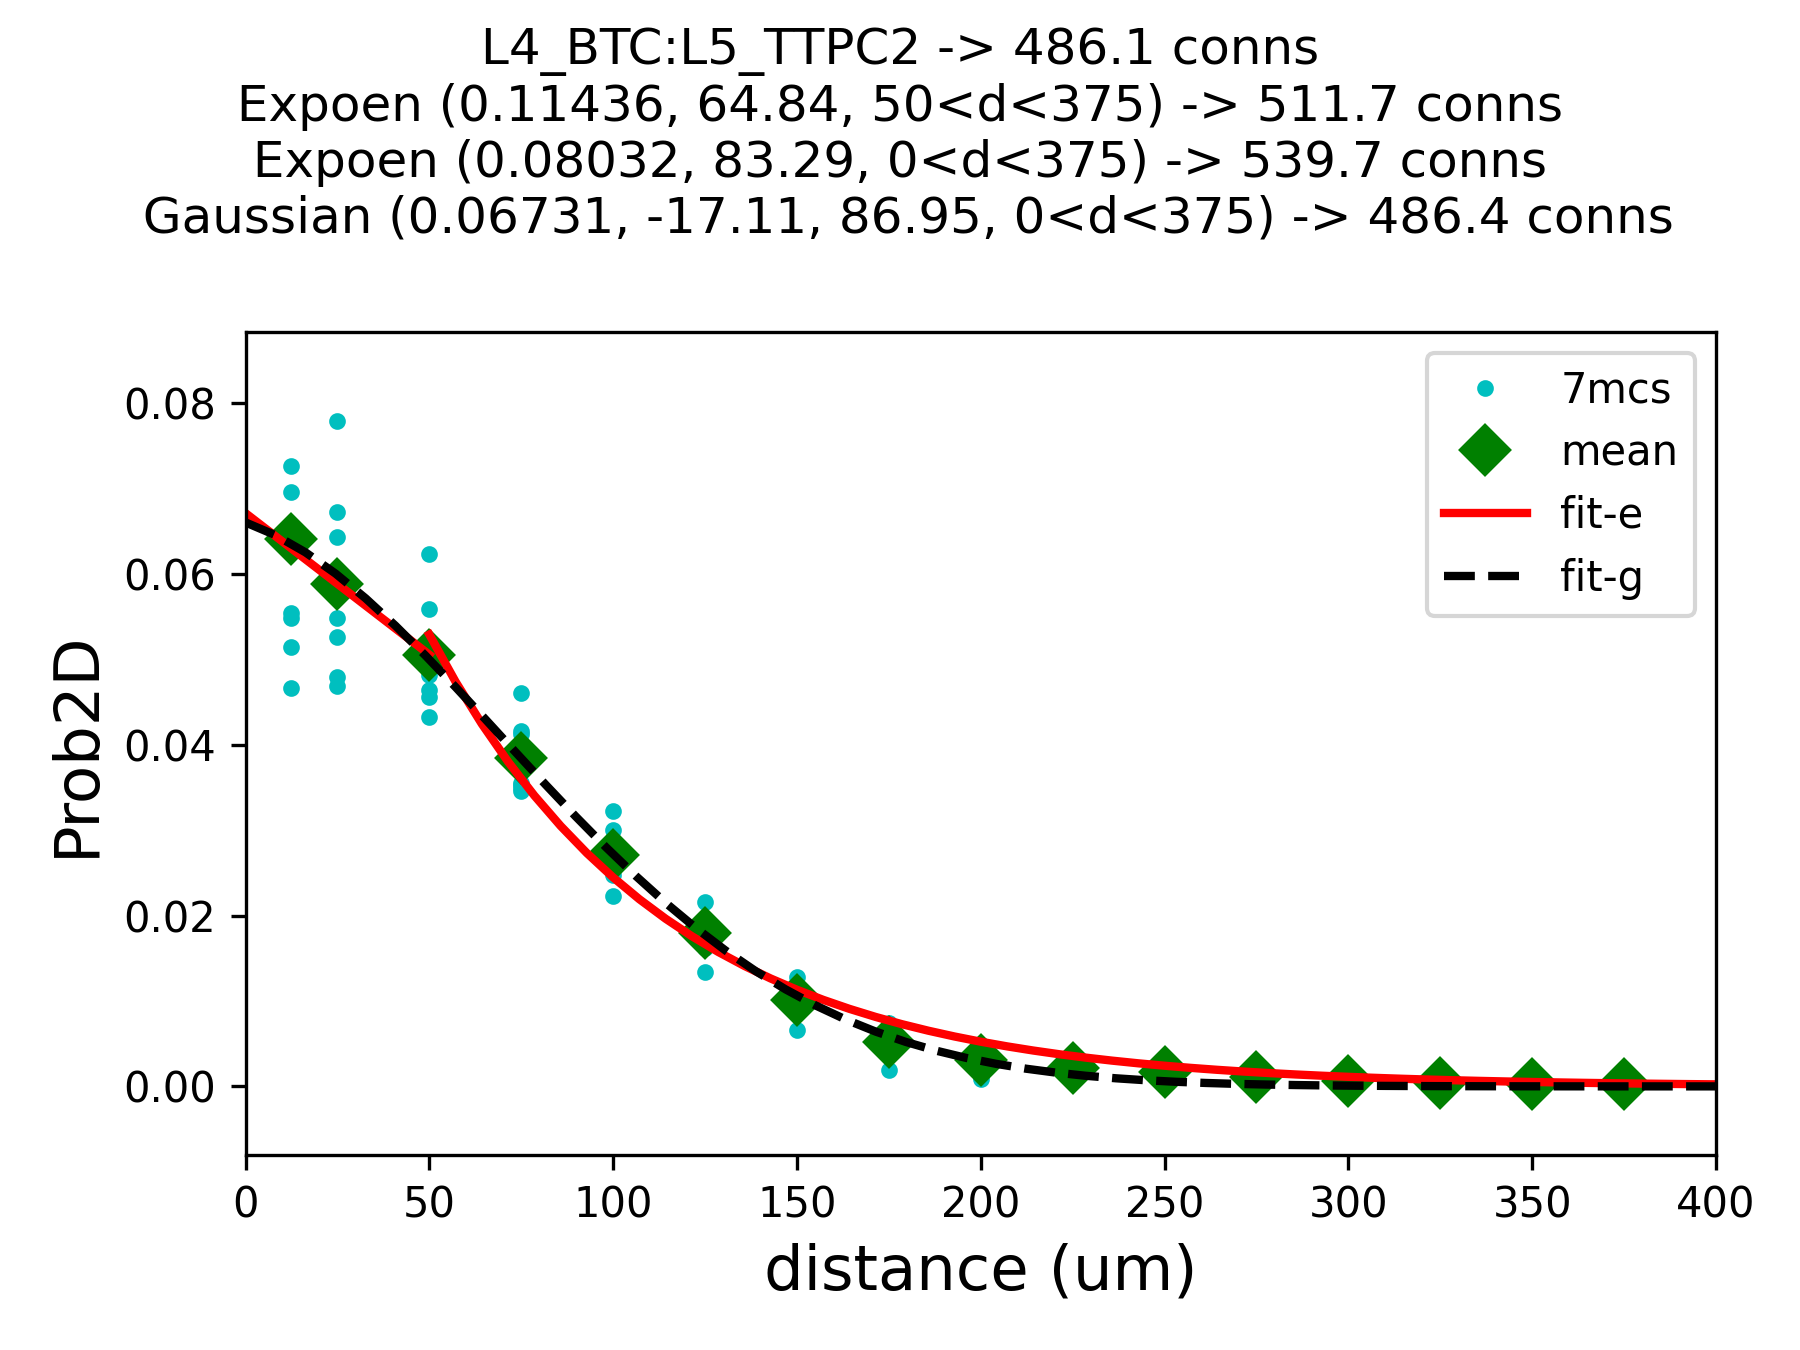 L4_BTC:L5_TTPC2 -> 486.1 conns
Expoen (0.11436, 64.84, 50<d<375) -> 511.7 conns
Expoen (0.08032, 83.29, 0<d<375) -> 539.7 conns
Gaussian (0.06731, -17.11, 86.95, 0<d<375) -> 486.4 conns
7mcs
mean
fit-e
fit-g
Prob2D
0.08
0.06
0.04
0.02
0.00
0 50 100 150 200 250 300 350 400
distance (um)